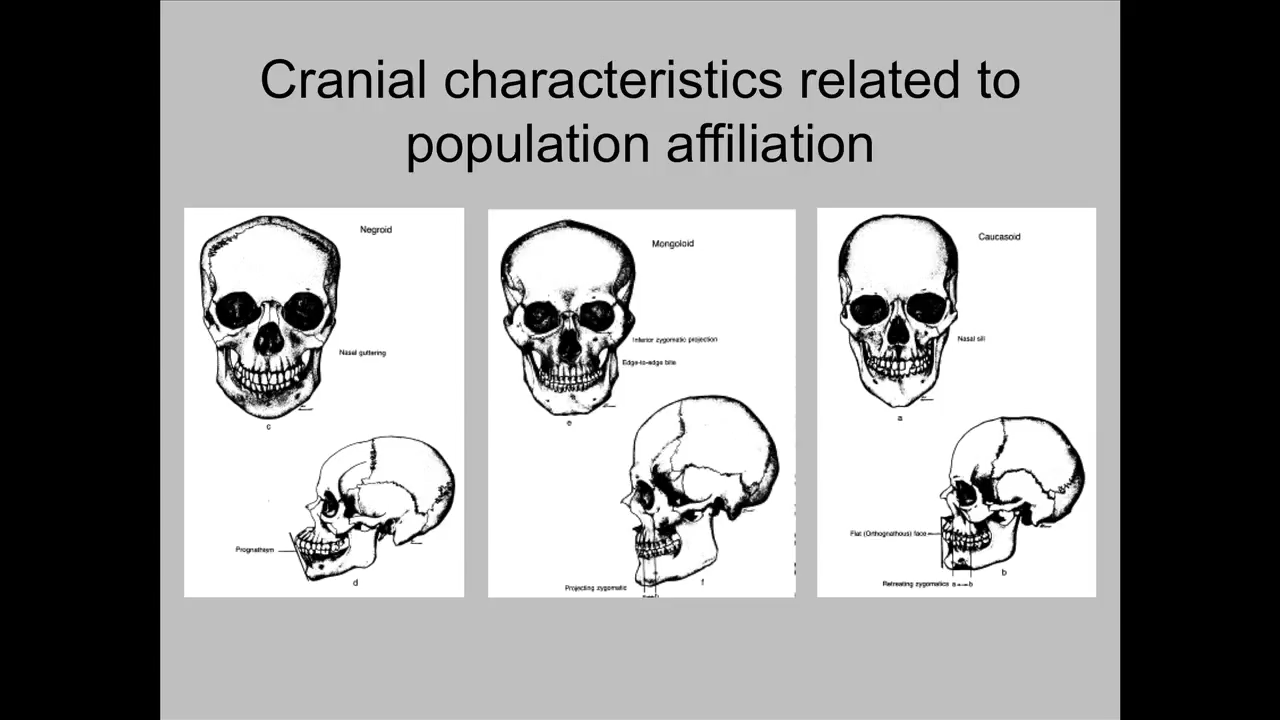 Cranial characteristics related to
population affiliation
Negroid
Nasal guttering
c
Prognathism
d
Mongoloid
Inferior zygomatic projection
Edge-to-edge bite
e
Projecting zygomatic
f
Caucasoid
Nasal sill
a
Flat (Orthognathous) face
Retreating zygomatics a b
b